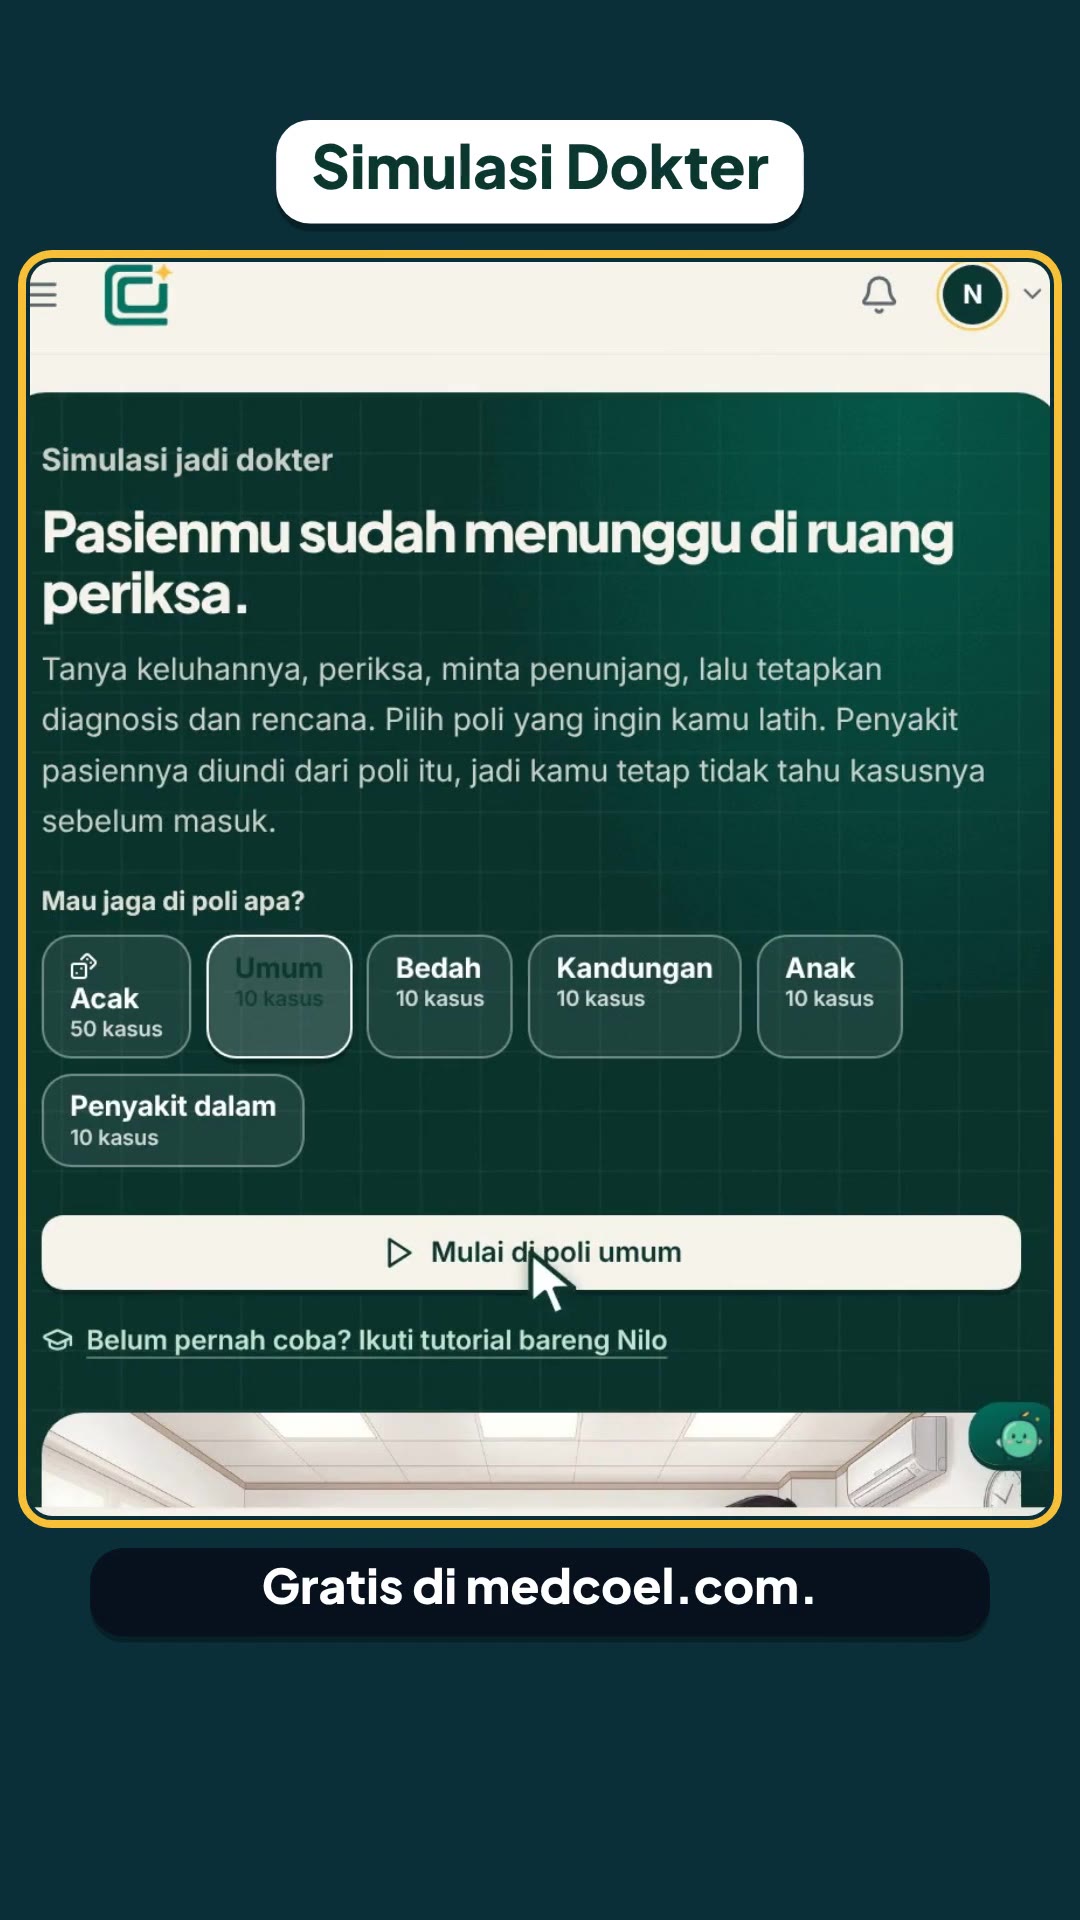 Simulasi Dokter
N
Simulasi jadi dokter
Pasienmu sudah menunggu di ruang
periksa.
Tanya keluhannya, periksa, minta penunjang, lalu tetapkan
diagnosis dan rencana. Pilih poli yang ingin kamu latih. Penyakit
pasiennya diundi dari poli itu, jadi kamu tetap tidak tahu kasusnya
sebelum masuk.
Mau jaga di poli apa?
Acak
50 kasus
Umum
10 kasus
Bedah
10 kasus
Kandungan
10 kasus
Anak
10 kasus
Penyakit dalam
10 kasus
Mulai di poli umum
Belum pernah coba? Ikuti tutorial bareng Nilo
Gratis di medcoel.com.